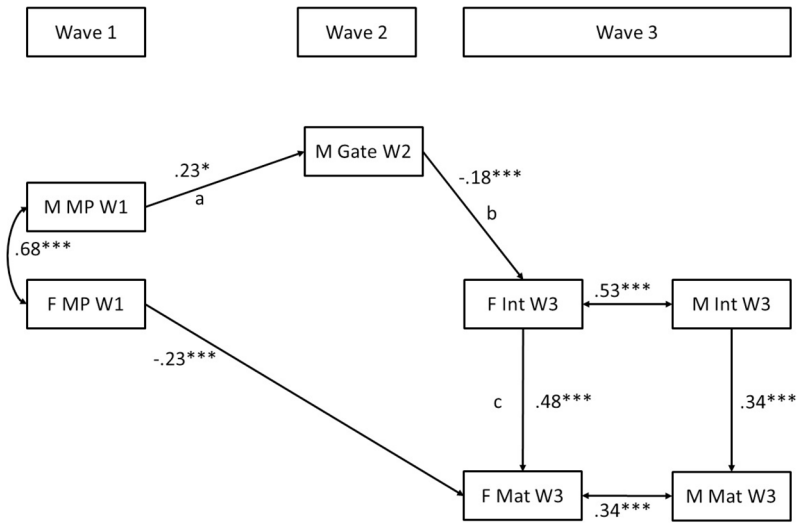 Wave 1
Wave 2
Wave 3
M Gate W2
.23*
a
-.18***
b
M MP W1
.68***
F MP W1
F Int W3
.53***
M Int W3
-.23***
c
.48***
.34***
F Mat W3
.34***
M Mat W3